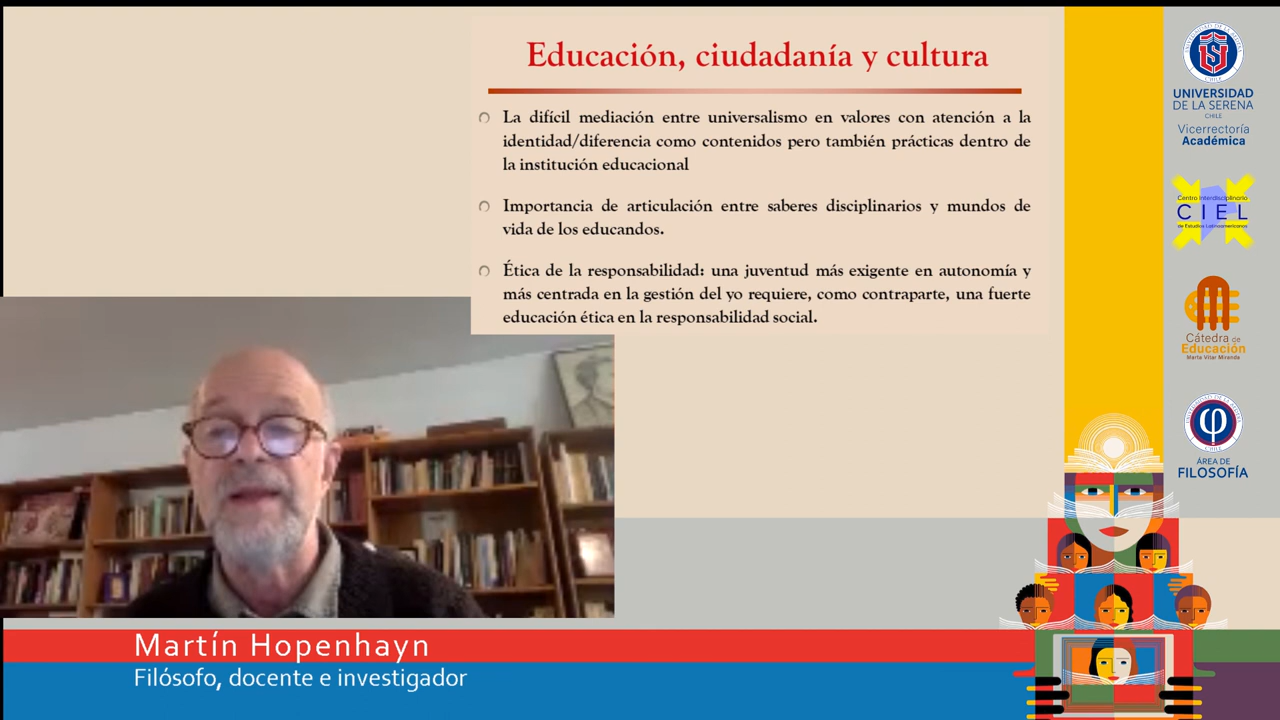 Educación, ciudadanía y cultura
La difícil mediación entre universalismo en valores con atención a la
identidad/diferencia como contenidos pero también prácticas dentro de
la institución educacional
Importancia de articulación entre saberes disciplinarios y mundos de
vida de los educandos.
Ética de la responsabilidad: una juventud más exigente en autonomía y
más centrada en la gestión del yo requiere, como contraparte, una fuerte
educación ética en la responsabilidad social.
UNIVERSIDAD
DE LA SERENA
CHILE
Vicerrectoría
Académica
Centro Interdisciplinario
CIEL
de Estudios Latinoamericanos
Cátedra de
Educación
Marta Vitar Miranda
φ
ÁREA DE
FILOSOFÍA
Martín Hopenhayn
Filósofo, docente e investigador